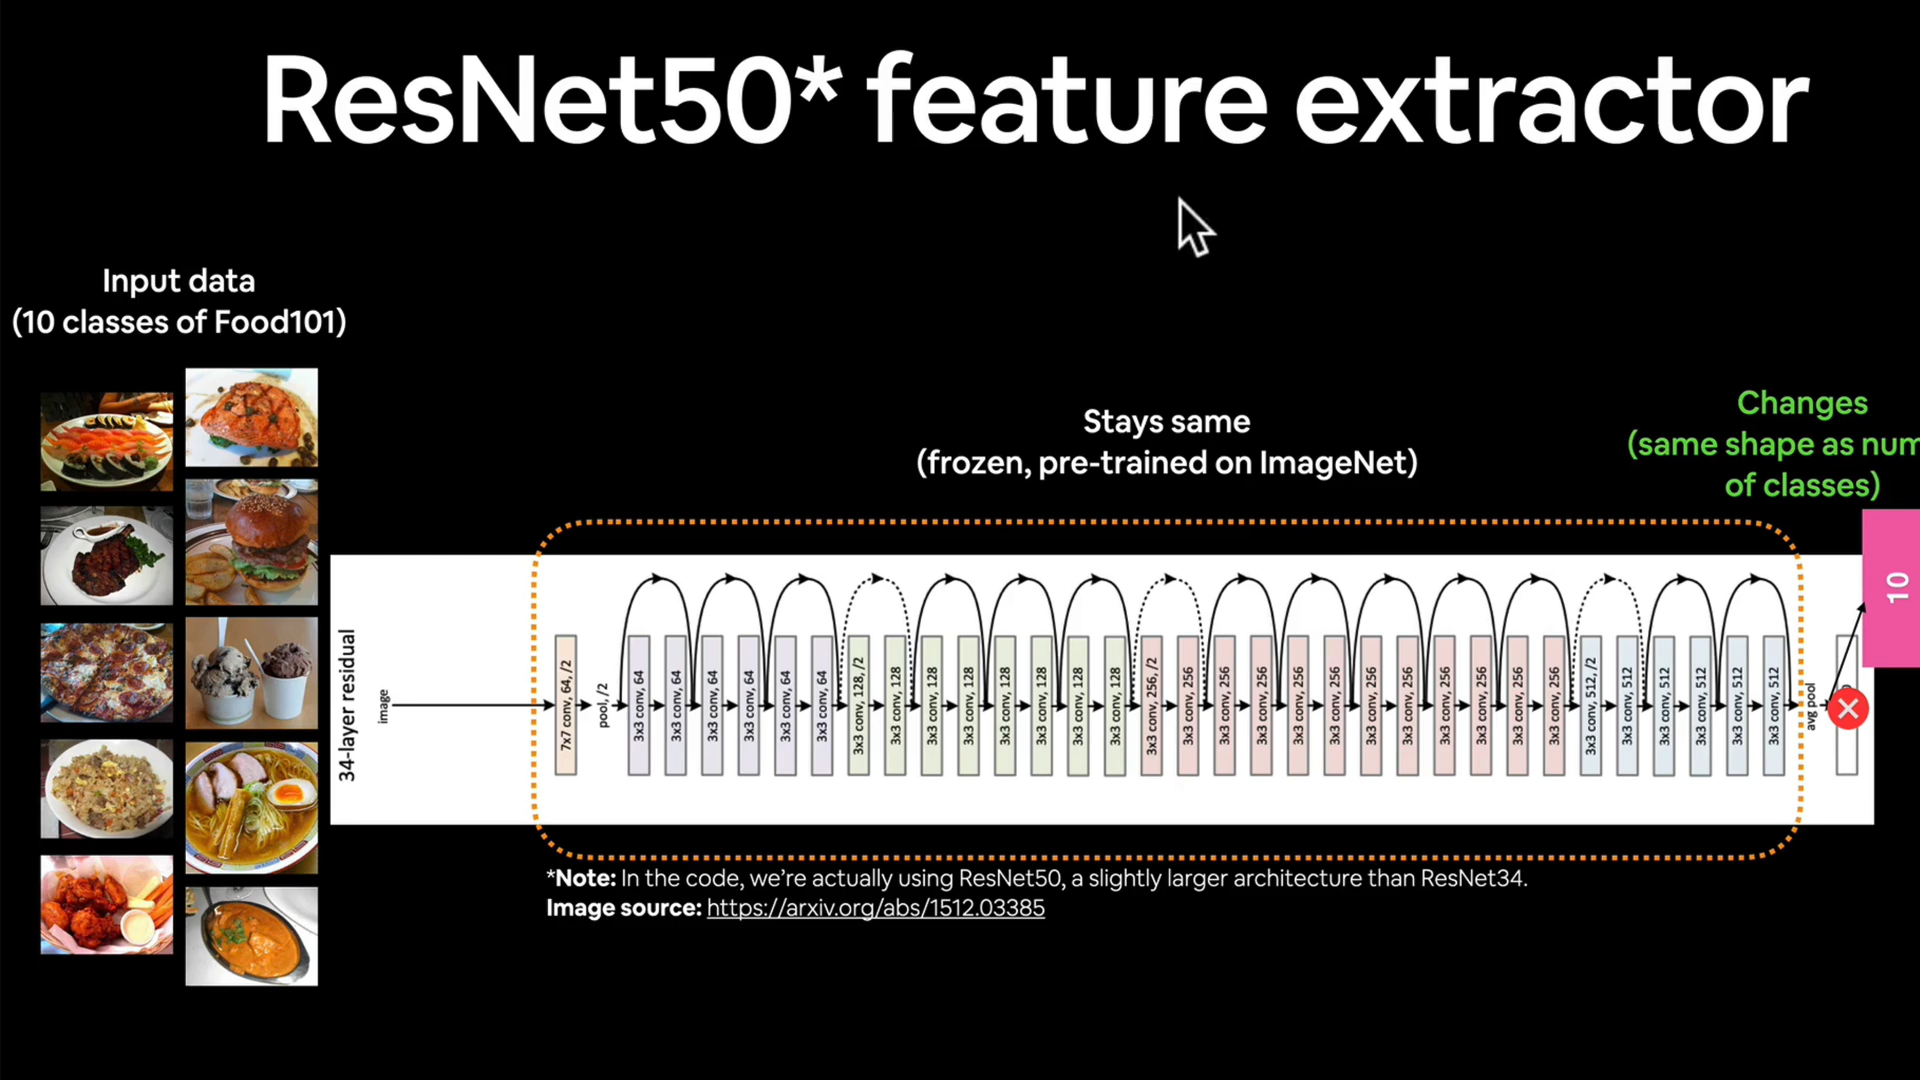 ResNet50* feature extractor
Input data
(10 classes of Food101)
Stays same
(frozen, pre-trained on ImageNet)
Changes
(same shape as num
of classes)
10
34-layer residual
image
7x7 conv, 64, /2
pool, /2
3x3 conv, 64
3x3 conv, 64
3x3 conv, 64
3x3 conv, 64
3x3 conv, 64
3x3 conv, 64
3x3 conv, 128, /2
3x3 conv, 128
3x3 conv, 128
3x3 conv, 128
3x3 conv, 128
3x3 conv, 128
3x3 conv, 128
3x3 conv, 128
3x3 conv, 256, /2
3x3 conv, 256
3x3 conv, 256
3x3 conv, 256
3x3 conv, 256
3x3 conv, 256
3x3 conv, 256
3x3 conv, 256
3x3 conv, 256
3x3 conv, 256
3x3 conv, 256
3x3 conv, 256
3x3 conv, 512, /2
3x3 conv, 512
3x3 conv, 512
3x3 conv, 512
3x3 conv, 512
3x3 conv, 512
avg pool
*Note: In the code, we're actually using ResNet50, a slightly larger architecture than ResNet34.
Image source: https://arxiv.org/abs/1512.03385